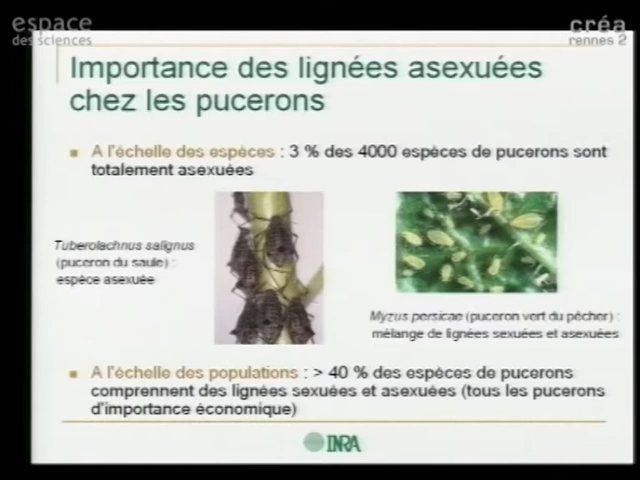 espace
des sciences
créa
rennes 2
Importance des lignées asexuées
chez les pucerons
A l'échelle des espèces : 3 % des 4000 espèces de pucerons sont
totalement asexuées
Tuberolachnus salignus
(puceron du saule) :
espèce asexuée
Myzus persicae (puceron vert du pêcher) :
mélange de lignées sexuées et asexuées
A l'échelle des populations : > 40 % des espèces de pucerons
comprennent des lignées sexuées et asexuées (tous les pucerons
d'importance économique)
INRA